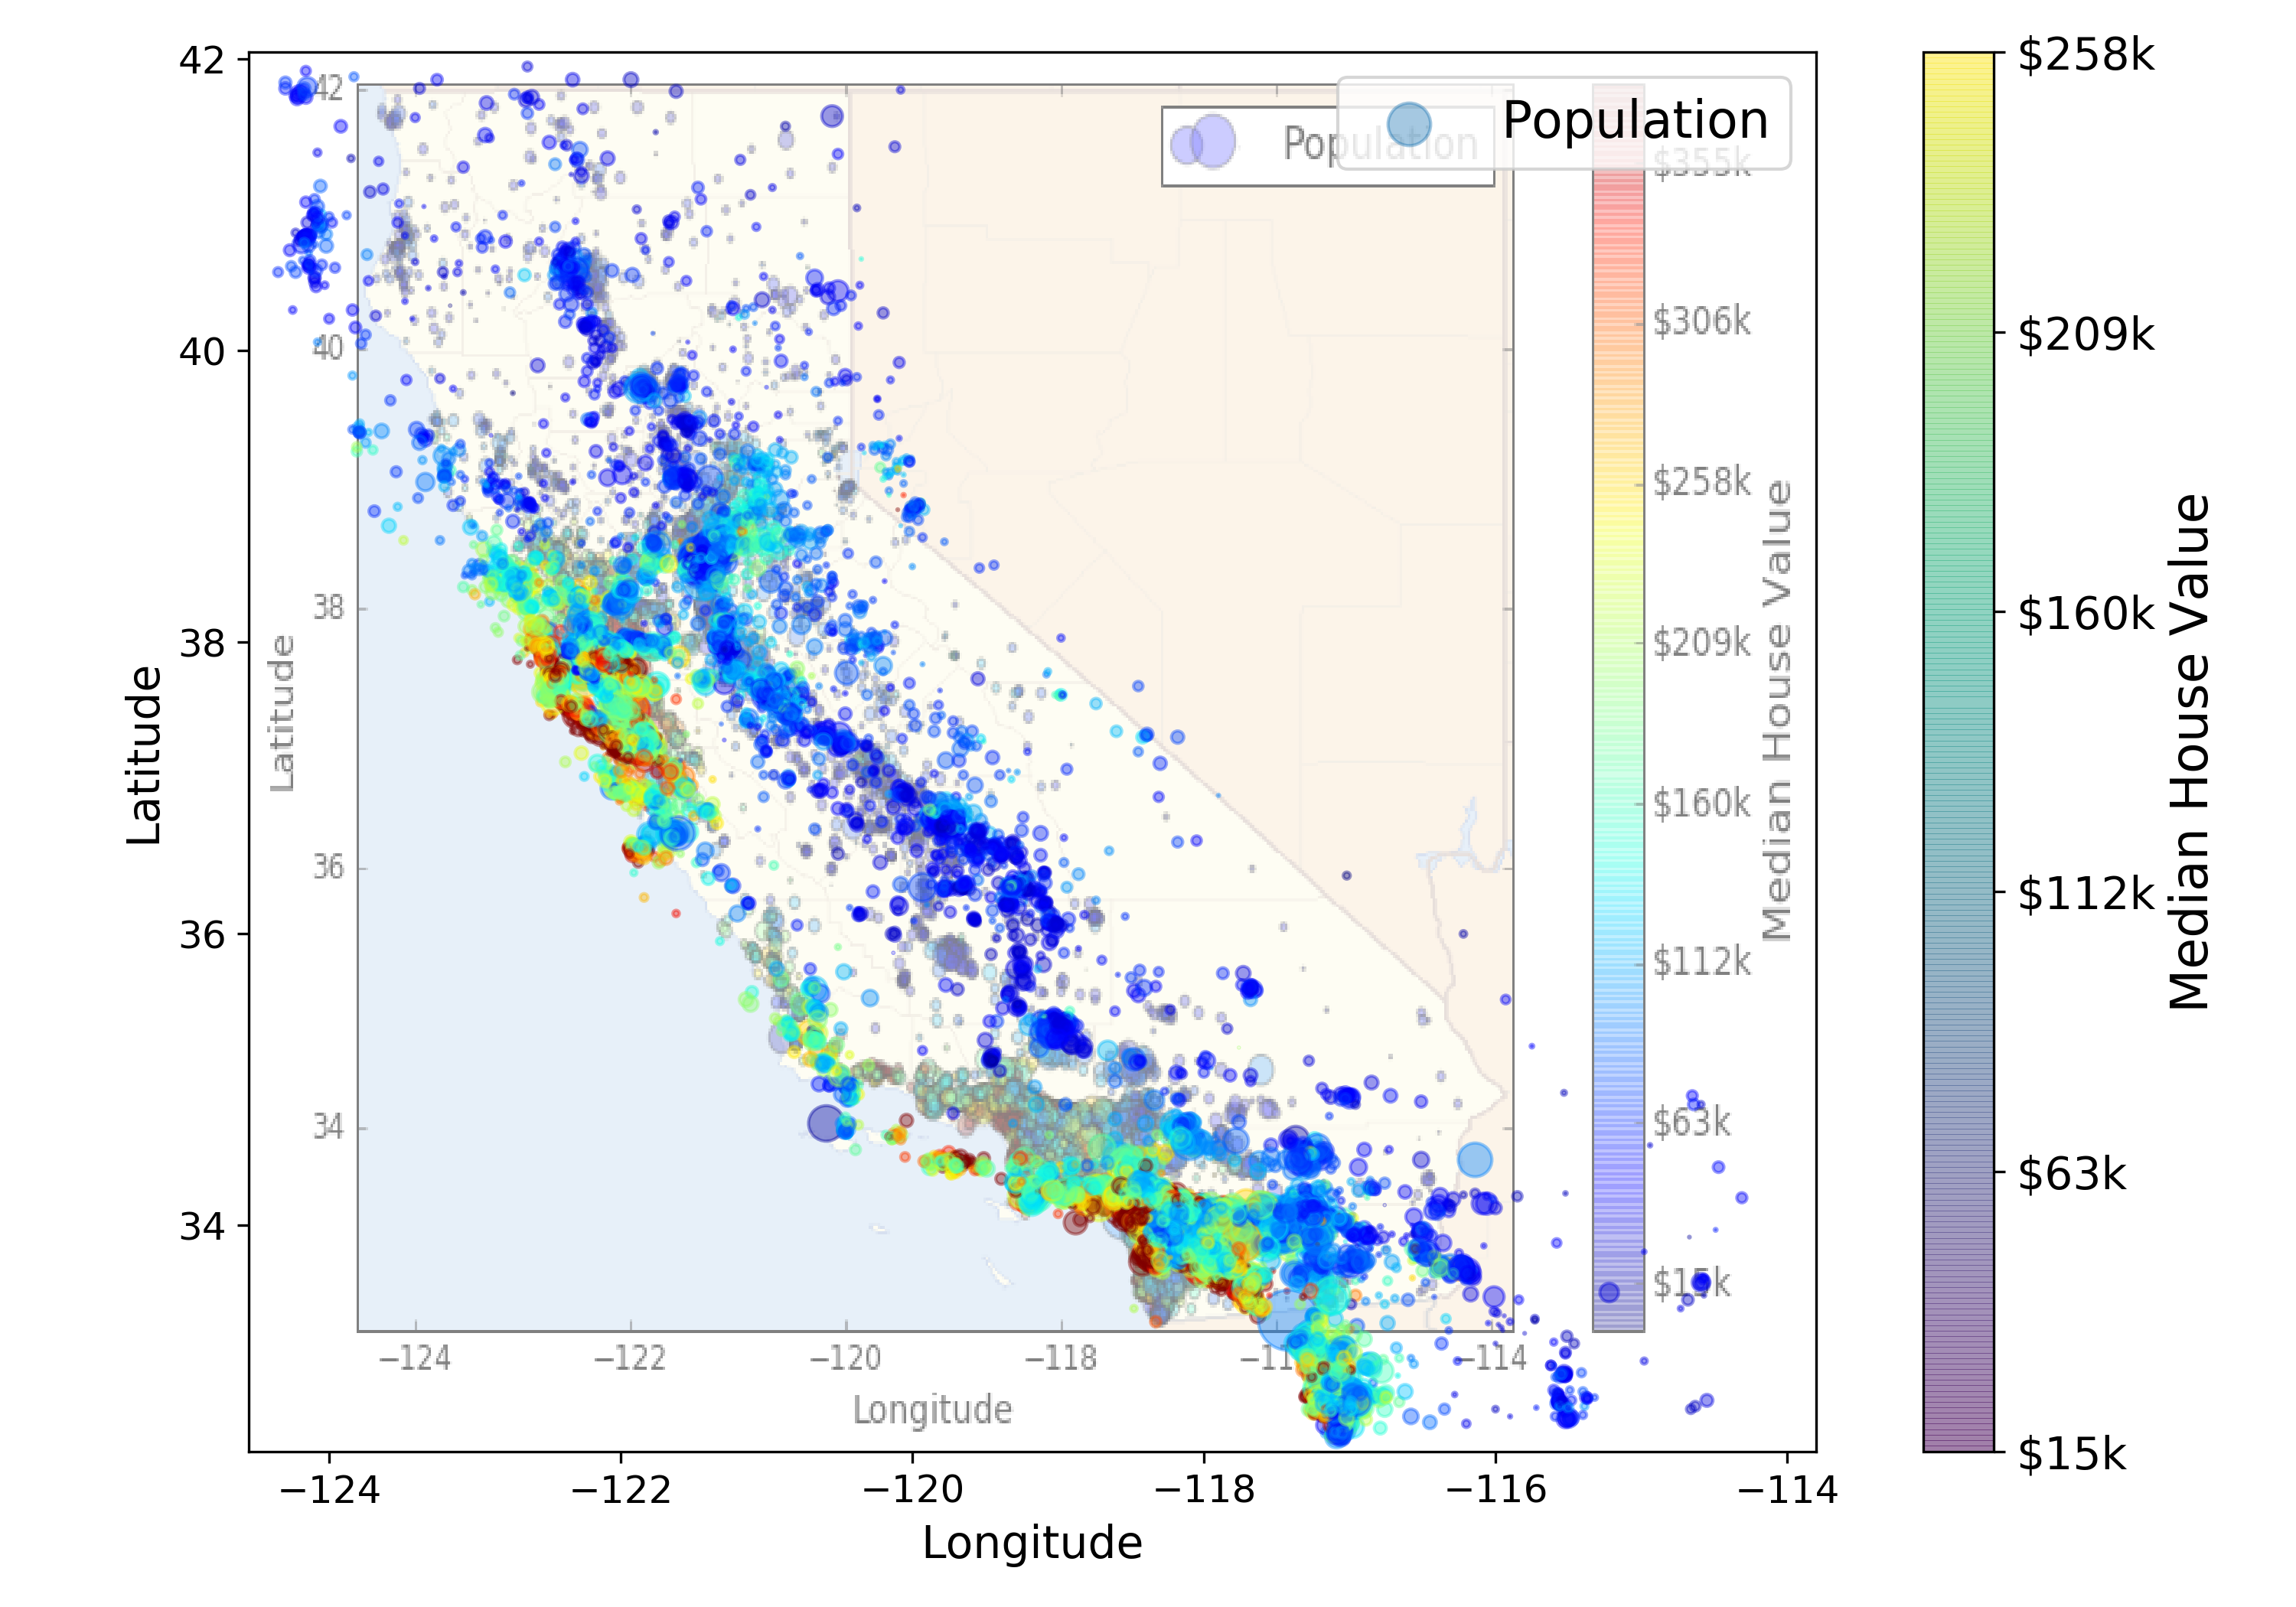 42
40
38
36
34
Latitude
−124
−122
−120
−118
−116
−114
Longitude
Population
$258k
$209k
$160k
$112k
$63k
$15k
Median House Value
42
40
38
36
34
Latitude
−124
−122
−120
−118
−114
Longitude
Population
$355k
$306k
$258k
$209k
$160k
$112k
$63k
$15k
Median House Value